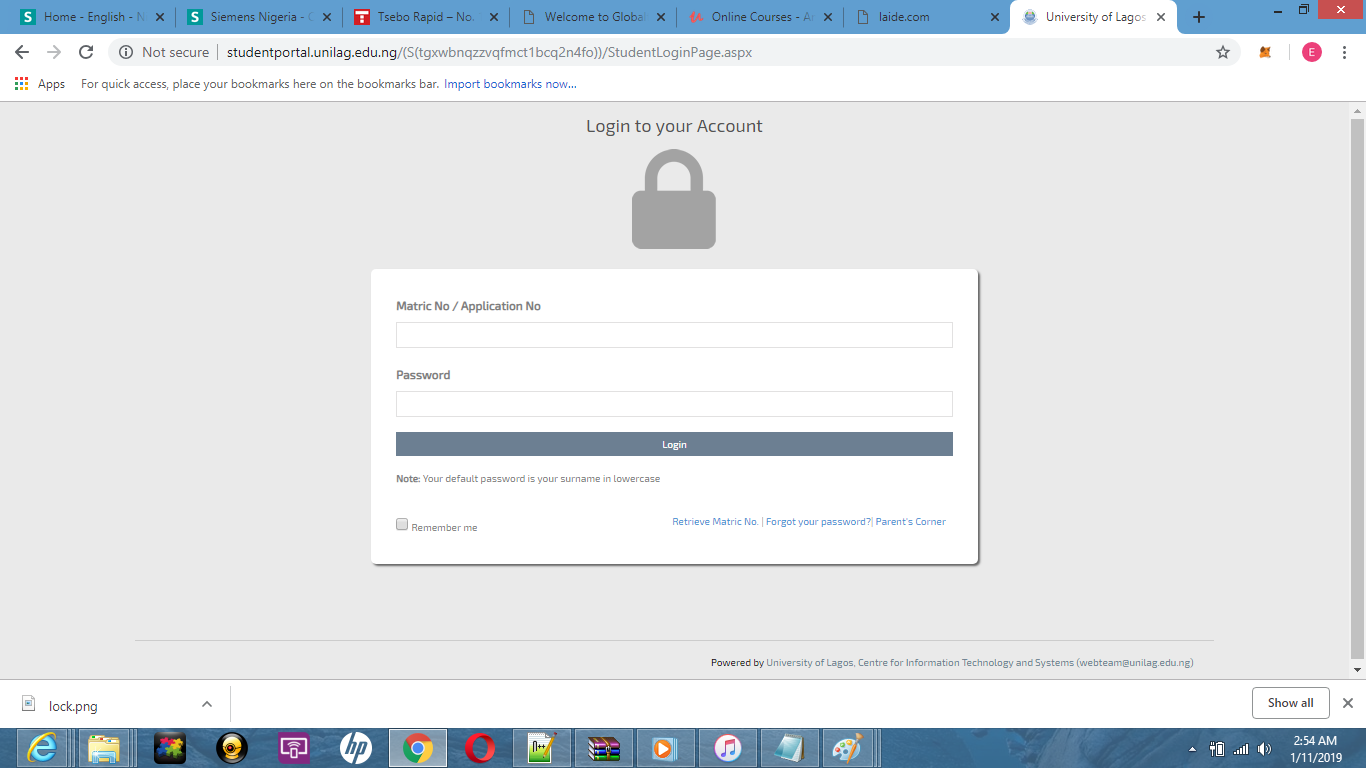 Home - English - N
Siemens Nigeria - C
Tsebo Rapid – No.
Welcome to Global
Online Courses - A
laide.com
University of Lagos
Not secure
studentportal.unilag.edu.ng/(S(tgxwbnqzzvqfmct1bcq2n4fo))/StudentLoginPage.aspx
E
Apps
For quick access, place your bookmarks here on the bookmarks bar. Import bookmarks now...
Login to your Account
Matric No / Application No
Password
Login
Note: Your default password is your surname in lowercase
Remember me
Retrieve Matric No. | Forgot your password?| Parent's Corner
Powered by University of Lagos, Centre for Information Technology and Systems (webteam@unilag.edu.ng)
lock.png
Show all
hp
2:54 AM
1/11/2019